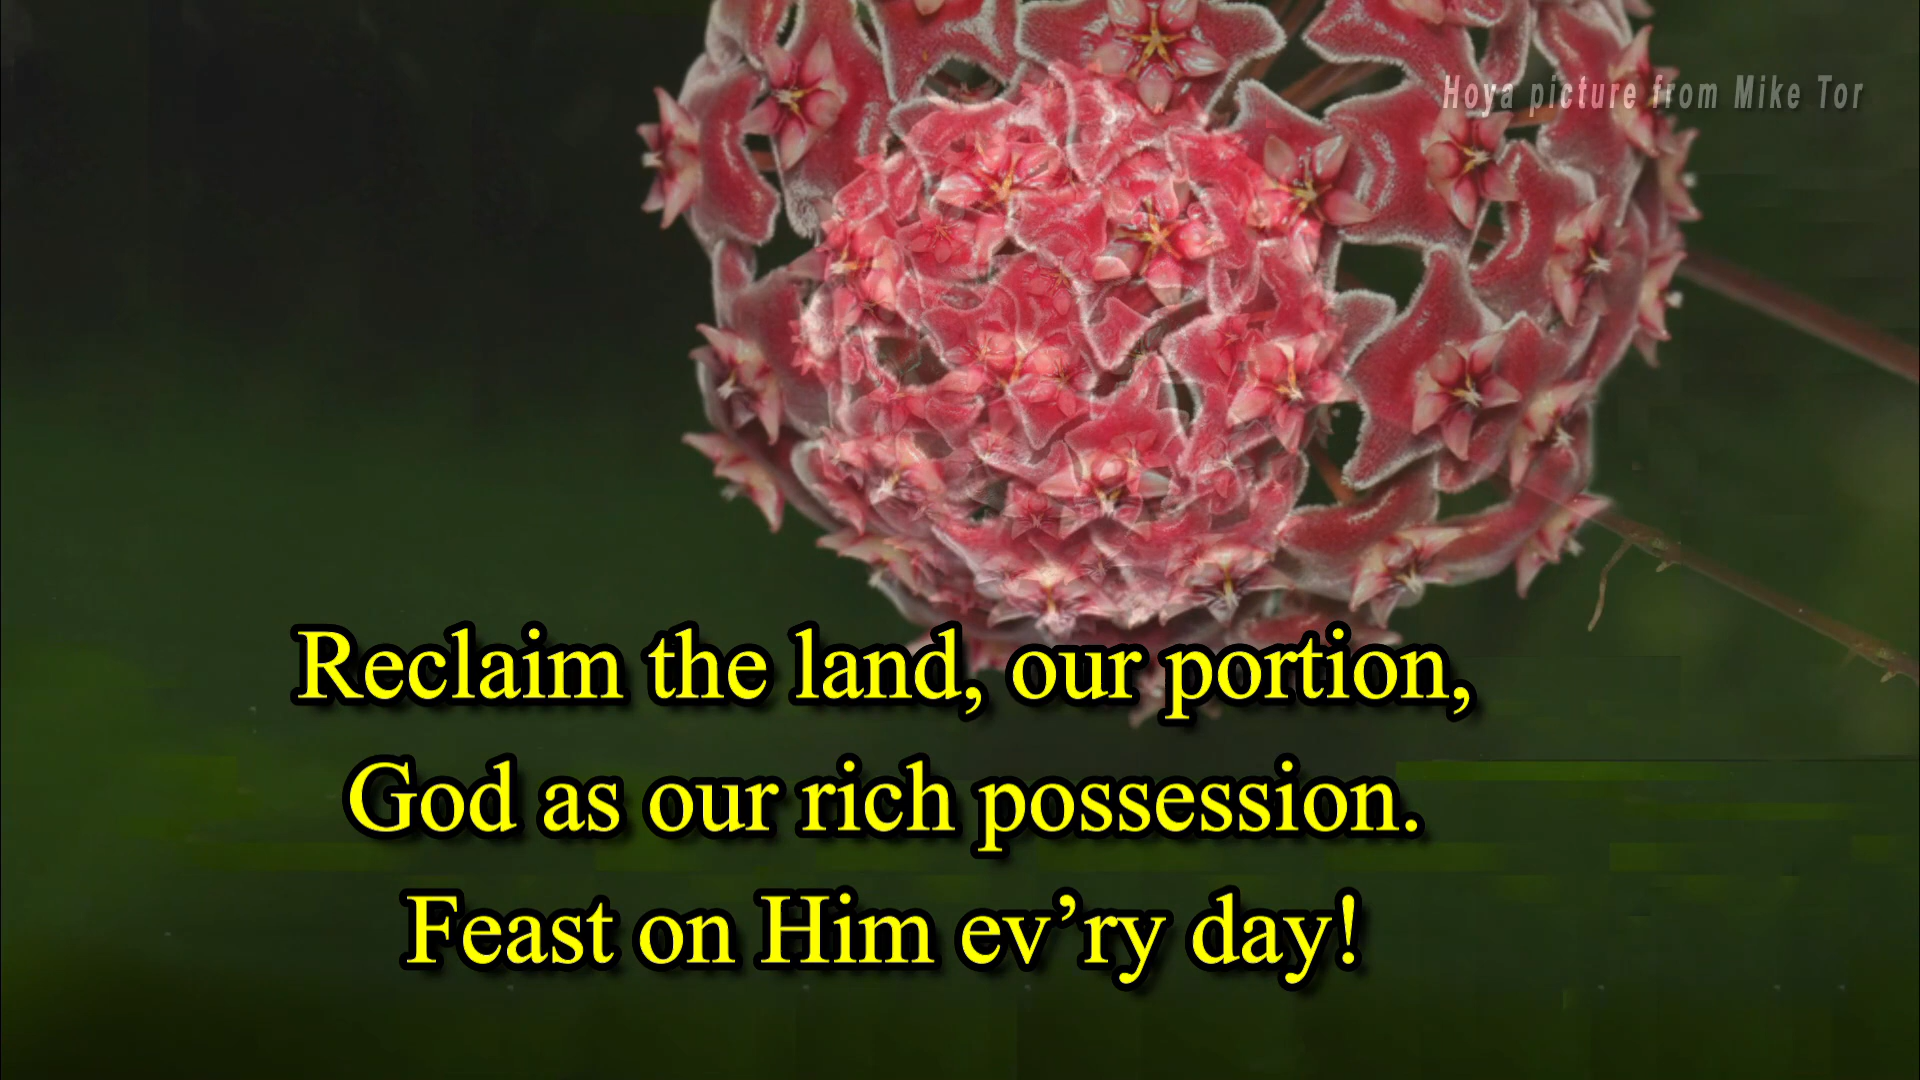 Hoya picture from Mike Tor
Reclaim the land, our portion,
God as our rich possession.
Feast on Him ev’ry day!